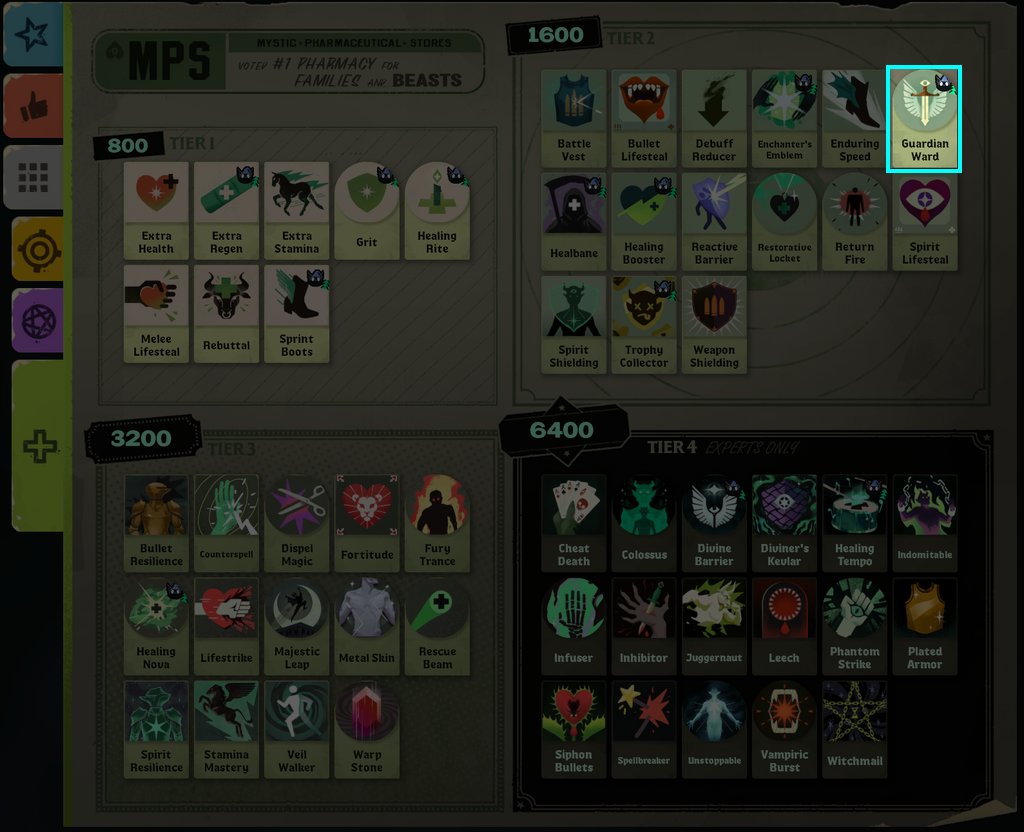 MPS
MYSTIC • PHARMACEUTICAL • STORES
VOTED #1 PHARMACY FOR
FAMILIES AND BEASTS
800
TIER 1
Extra
Health
Extra
Regen
Extra
Stamina
Grit
Healing
Rite
Melee
Lifesteal
Rebuttal
Sprint
Boots
1600
TIER 2
Battle
Vest
Bullet
Lifesteal
Debuff
Reducer
Enchanter's
Emblem
Enduring
Speed
Guardian
Ward
Healbane
Healing
Booster
Reactive
Barrier
Restorative
Locket
Return
Fire
Spirit
Lifesteal
Spirit
Shielding
Trophy
Collector
Weapon
Shielding
3200
TIER 3
Bullet
Resilience
Counterspell
Dispel
Magic
Fortitude
Fury
Trance
Healing
Nova
Lifestrike
Majestic
Leap
Metal Skin
Rescue
Beam
Spirit
Resilience
Stamina
Mastery
Veil
Walker
Warp
Stone
6400
TIER 4 EXPERTS ONLY
Cheat
Death
Colossus
Divine
Barrier
Diviner's
Kevlar
Healing
Tempo
Indomitable
Infuser
Inhibitor
Juggernaut
Leech
Phantom
Strike
Plated
Armor
Siphon
Bullets
Spellbreaker
Unstoppable
Vampiric
Burst
Witchmail